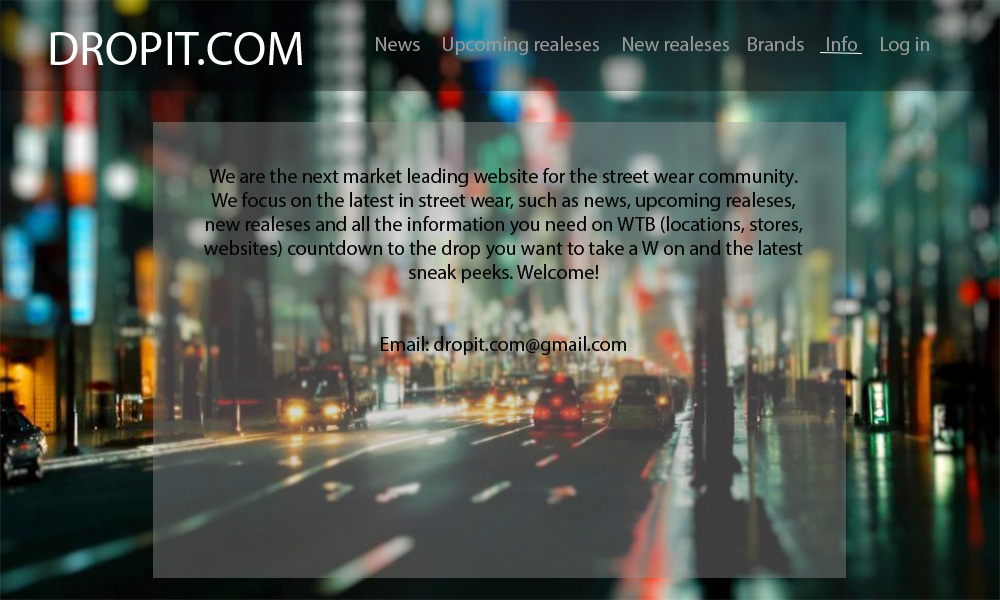 DROPIT.COM
News Upcoming realeses New realeses Brands Info Log in
We are the next market leading website for the street wear community.
We focus on the latest in street wear, such as news, upcoming realeses,
new realeses and all the information you need on WTB (locations, stores,
websites) countdown to the drop you want to take a W on and the latest
sneak peeks. Welcome!
Email: dropit.com@gmail.com